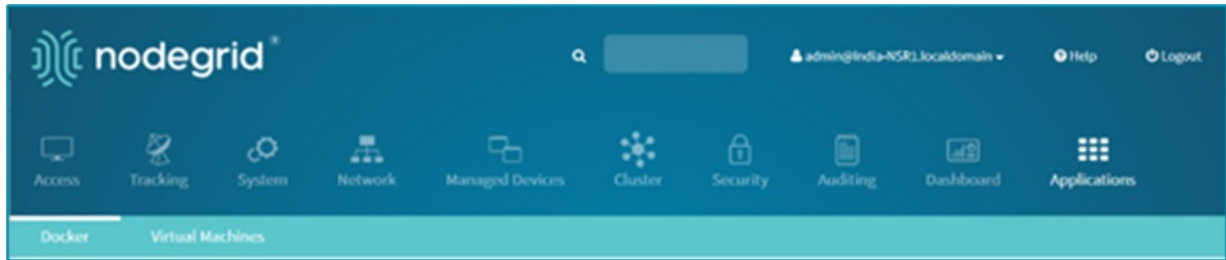 nodegrid®
admin@India-NSR1.localdomain Help Logout
Access Tracking System Network Managed Devices Cluster Security Auditing Dashboard Applications
Docker Virtual Machines